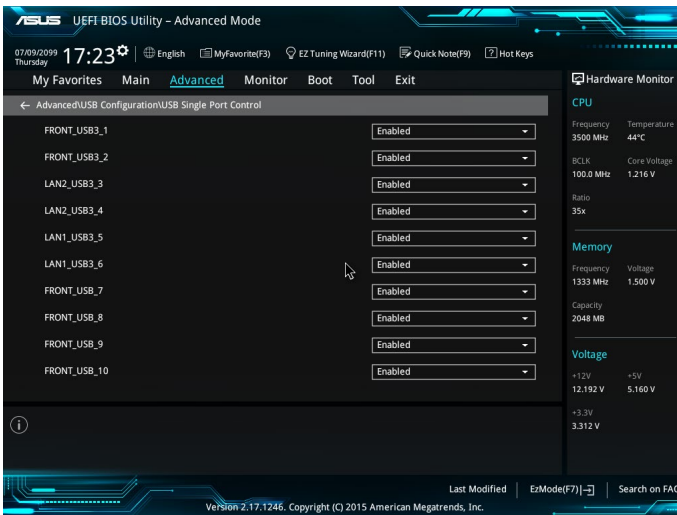 ASUS UEFI BIOS Utility – Advanced Mode
07/09/2099 Thursday 17:23 English MyFavorite(F3) EZ Tuning Wizard(F11) Quick Note(F9) ? Hot Keys
My Favorites Main Advanced Monitor Boot Tool Exit
← Advanced\USB Configuration\USB Single Port Control
FRONT_USB3_1 Enabled
FRONT_USB3_2 Enabled
LAN2_USB3_3 Enabled
LAN2_USB3_4 Enabled
LAN1_USB3_5 Enabled
LAN1_USB3_6 Enabled
FRONT_USB_7 Enabled
FRONT_USB_8 Enabled
FRONT_USB_9 Enabled
FRONT_USB_10 Enabled
Hardware Monitor
CPU
Frequency Temperature
3500 MHz 44°C
BCLK Core Voltage
100.0 MHz 1.216 V
Ratio
35x
Memory
Frequency Voltage
1333 MHz 1.500 V
Capacity
2048 MB
Voltage
+12V +5V
12.192 V 5.160 V
+3.3V
3.312 V
Last Modified EzMode(F7) Search on FAQ
Version 2.17.1246. Copyright (C) 2015 American Megatrends, Inc.